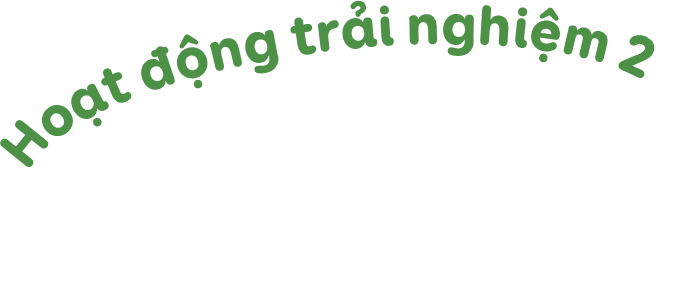 Hoạt động trải nghiệm 2